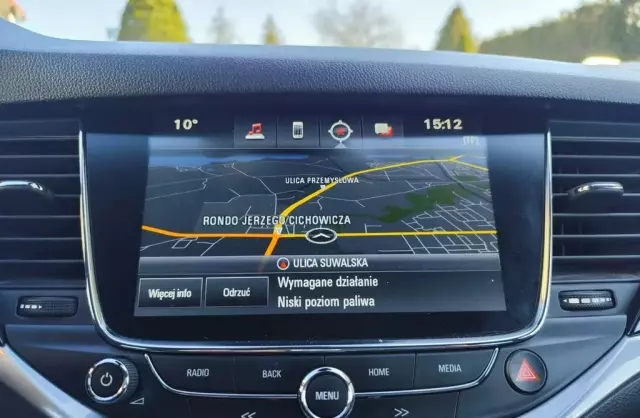 10°
15:12
ULICA PRZEMYSŁOWA
RONDO JERZEGO CICHOWICZA
ULICA SUWALSKA
Więcej info
Odrzuć
Wymagane działanie
Niski poziom paliwa
RADIO
BACK
MENU
HOME
MEDIA